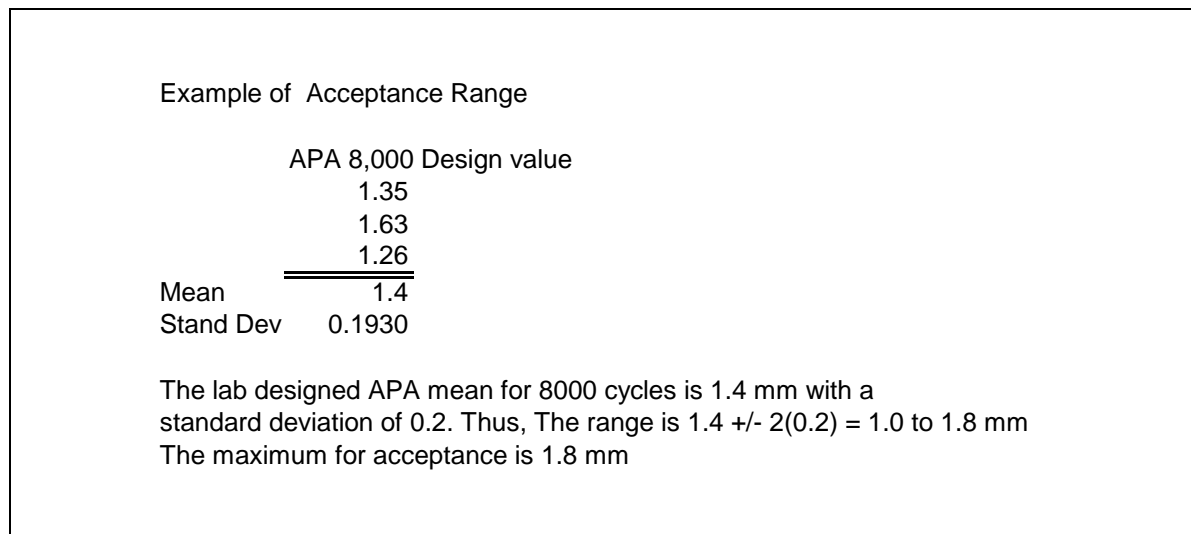 Example of Acceptance Range
APA 8,000 Design value
1.35
1.63
1.26
Mean 1.4
Stand Dev 0.1930
The lab designed APA mean for 8000 cycles is 1.4 mm with a
standard deviation of 0.2. Thus, The range is 1.4 +/- 2(0.2) = 1.0 to 1.8 mm
The maximum for acceptance is 1.8 mm